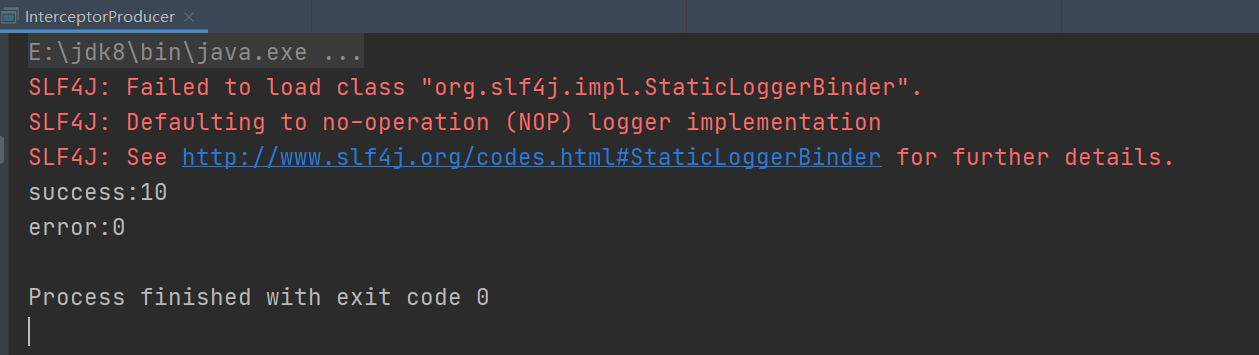 InterceptorProducer
E:\jdk8\bin\java.exe ...
SLF4J: Failed to load class "org.slf4j.impl.StaticLoggerBinder".
SLF4J: Defaulting to no-operation (NOP) logger implementation
SLF4J: See http://www.slf4j.org/codes.html#StaticLoggerBinder for further details.
success:10
error:0
Process finished with exit code 0